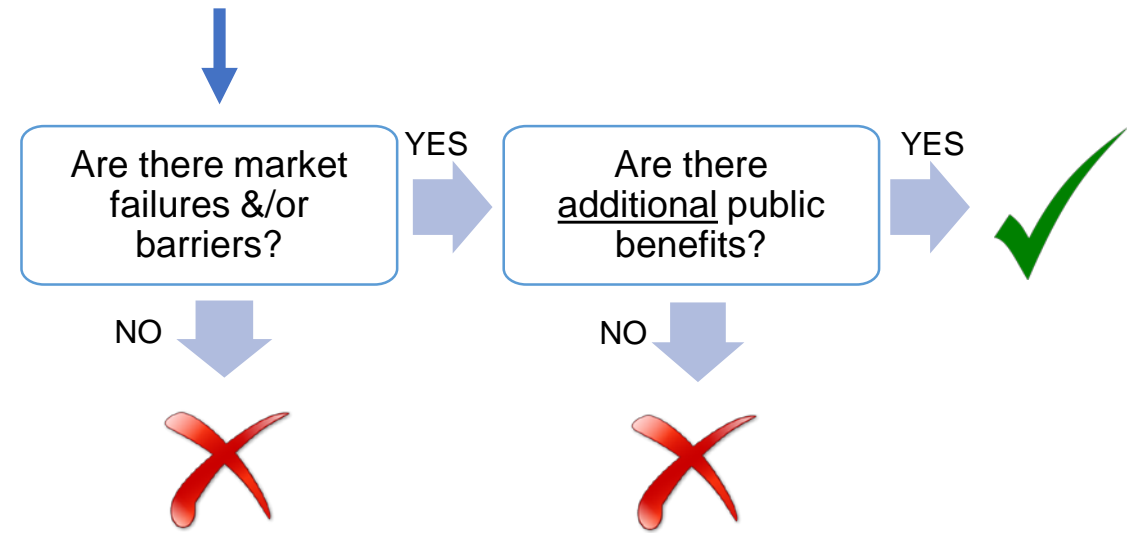 Are there market
failures &/or
barriers?
YES
Are there
additional public
benefits?
YES
NO
NO